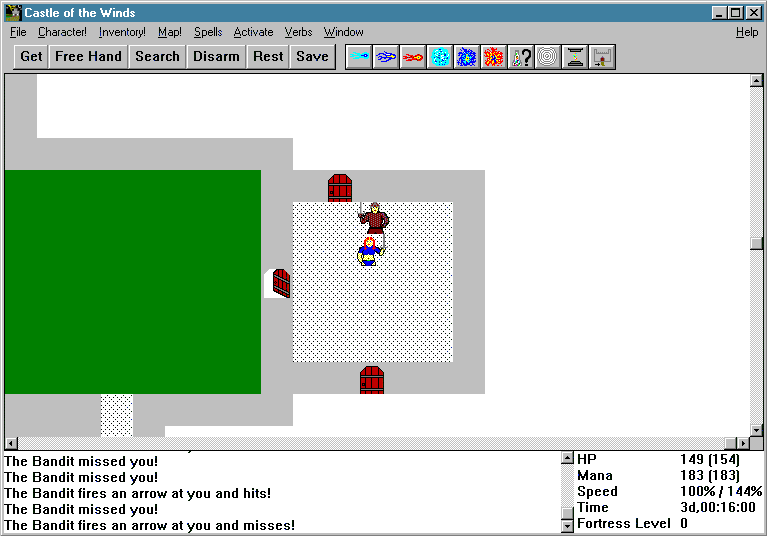 Castle of the Winds
File Character! Inventory! Map! Spells Activate Verbs Window Help
Get Free Hand Search Disarm Rest Save
The Bandit missed you!
The Bandit missed you!
The Bandit fires an arrow at you and hits!
The Bandit missed you!
The Bandit fires an arrow at you and misses!
HP 149 (154)
Mana 183 (183)
Speed 100% / 144%
Time 3d,00:16:00
Fortress Level 0